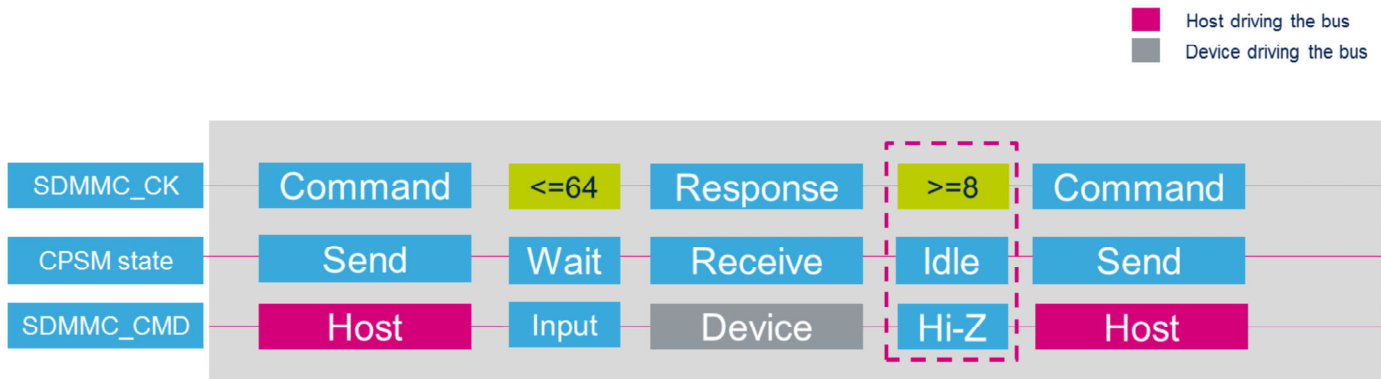 Host driving the bus
Device driving the bus
SDMMC_CK Command <=64 Response >=8 Command
CPSM state Send Wait Receive Idle Send
SDMMC_CMD Host Input Device Hi-Z Host